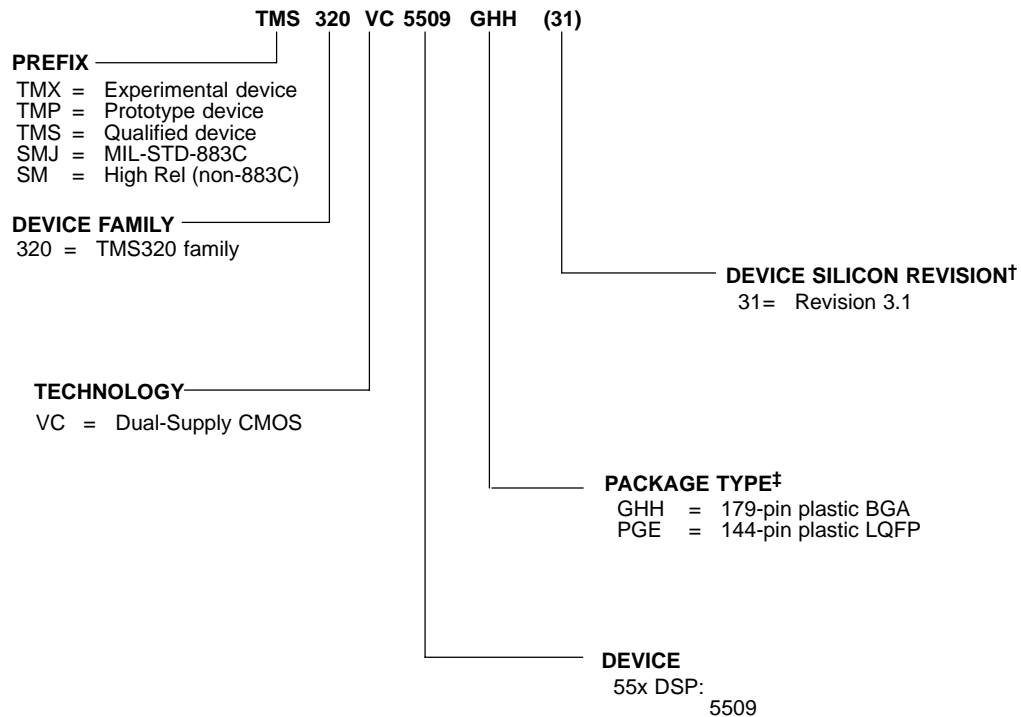 TMS 320 VC 5509 GHH (31)
PREFIX
TMX = Experimental device
TMP = Prototype device
TMS = Qualified device
SMJ = MIL-STD-883C
SM = High Rel (non-883C)
DEVICE FAMILY
320 = TMS320 family
DEVICE SILICON REVISION†
31= Revision 3.1
TECHNOLOGY
VC = Dual-Supply CMOS
PACKAGE TYPE‡
GHH = 179-pin plastic BGA
PGE = 144-pin plastic LQFP
DEVICE
55x DSP:
5509